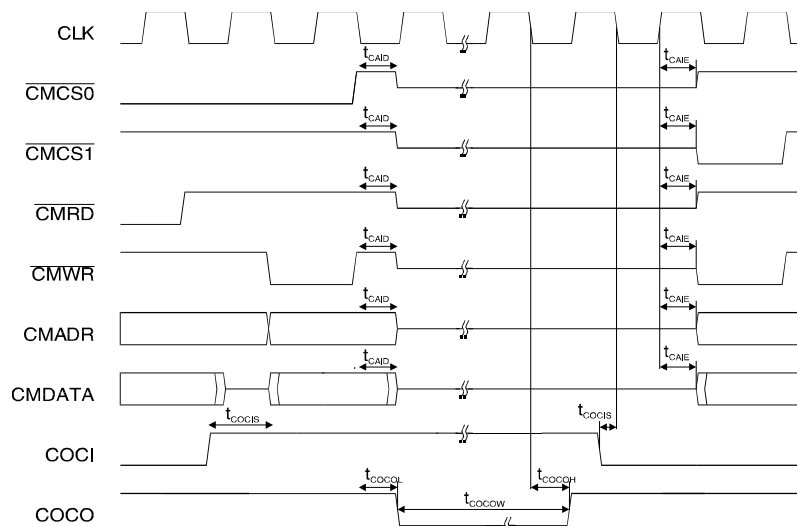 CLK
tCAID tCAIE
CMCS0
tCAID tCAIE
CMCS1
tCAID tCAIE
CMRD
tCAID tCAIE
CMWR
tCAID tCAIE
CMADR
tCAID tCAIE
CMDATA
tCOCIS tCOCIS
COCI
tCOCOL tCOCOW tCOCOH
COCO